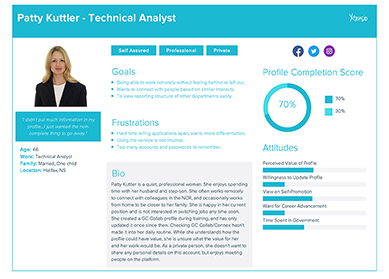 Patty Kuttler - Technical Analyst
Xtensio
Self Assured
Professional
Private
Goals
Being able to work remotely without feeling behind or left out.
Wants to connect with people based on similar interests.
To view reporting structure of other departments easily.
Profile Completion Score
70%
70%
30%
"I didn't put much information in my
profile...I just wanted the non-
complete thing to go away."
Frustrations
Hard time telling applications apart, wants more differentiation.
Using the service is not intuitive.
Too many accounts and passwords to remember.
Age: 46
Work: Technical Analyst
Family: Married, One child
Location: Halifax, NS
Attitudes
Perceived Value of Profile
Willingness to Update Profile
View on Self-Promotion
Want for Career Advancement
Time Spent in Government
Bio
Patty Kuttler is a quiet, professional woman. She enjoys spending
time with her husband and step-son. She often works remotely
to connect with colleagues in the NCR, and occasionally works
from home to be closer to her family. She is happy in her current
position and is not interested in switching jobs any time soon.
She created a GC Collab profile during training, and has only
updated it once since then. Checking GC Collab/Connex hasn't
made it into her daily routine. While she understands how the
profile could have value, she is unsure what the value for her
and her work would be. As a private person, she doesn't want to
share any personal details on this account, but enjoys meeting
people on the platform.